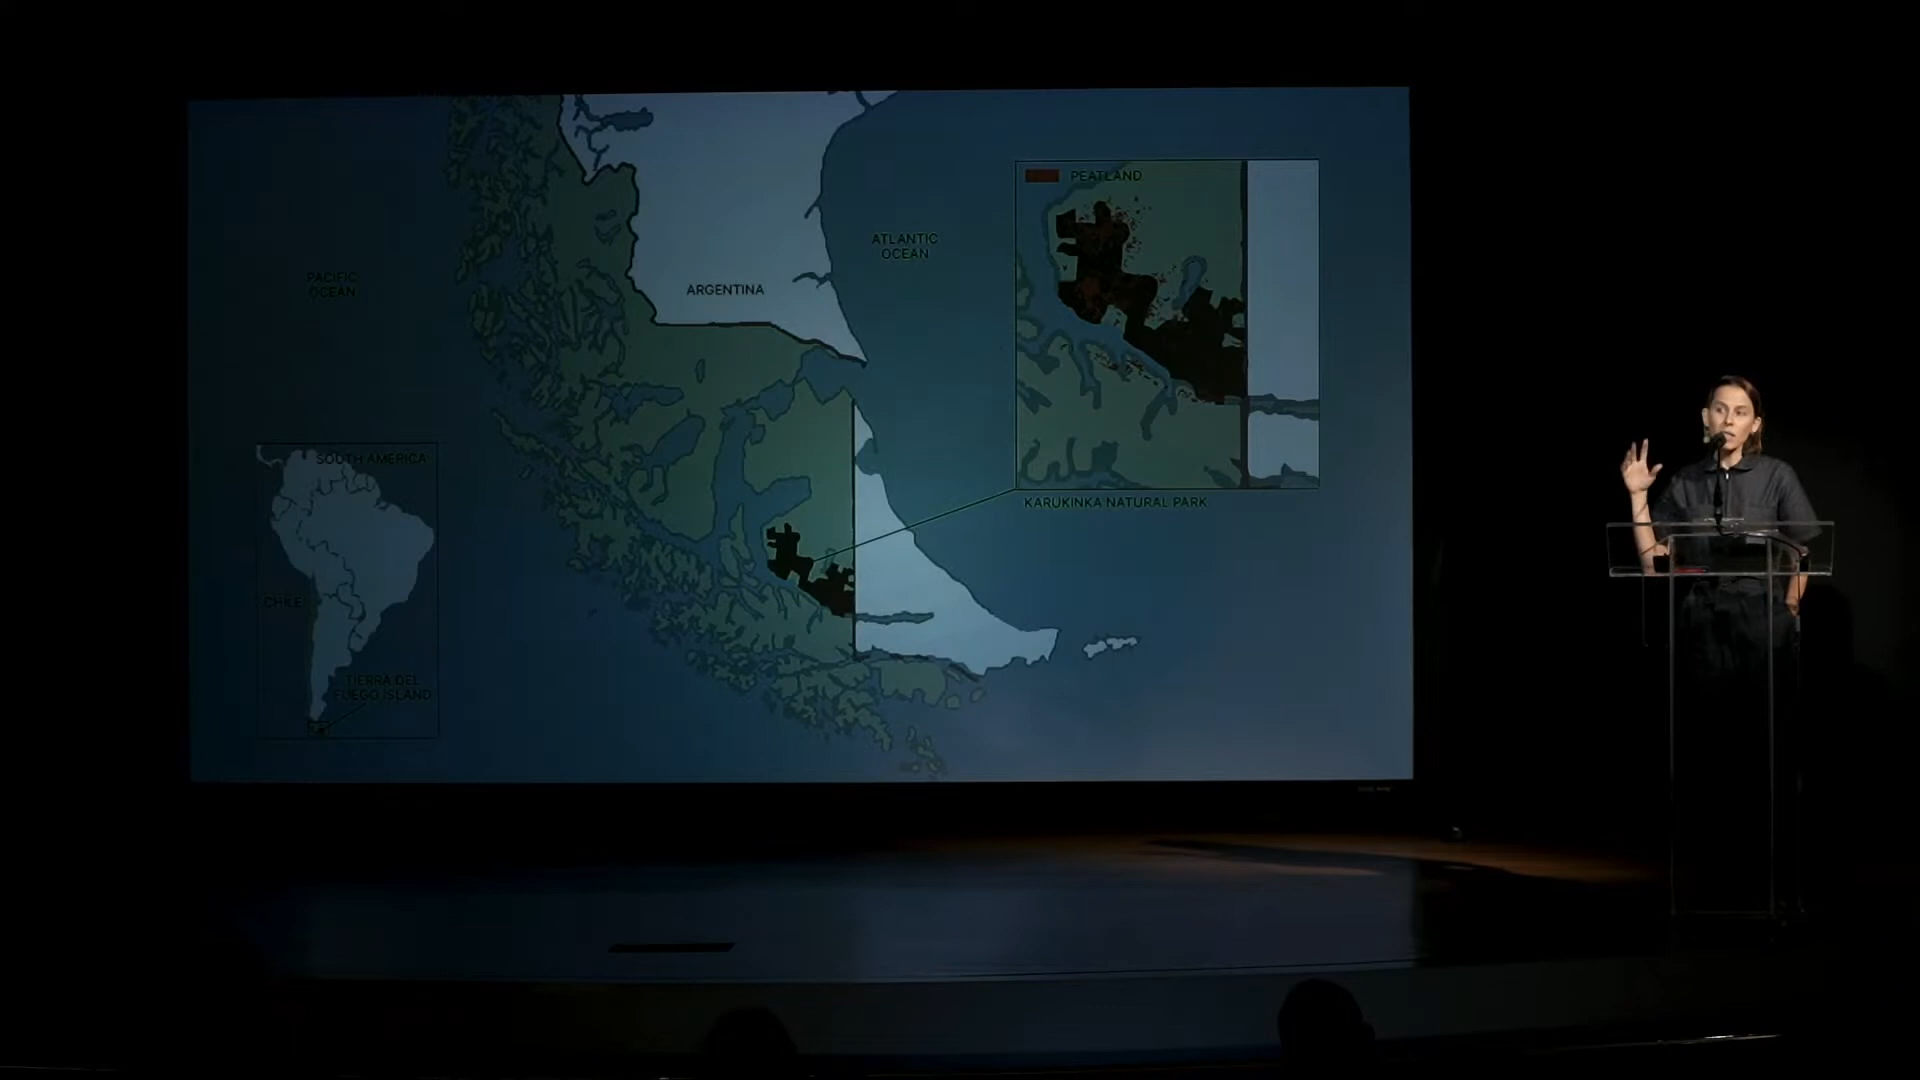 PACIFIC
OCEAN
ARGENTINA
ATLANTIC
OCEAN
PEATLAND
KARUKINKA NATURAL PARK
SOUTH AMERICA
CHILE
TIERRA DEL
FUEGO ISLAND